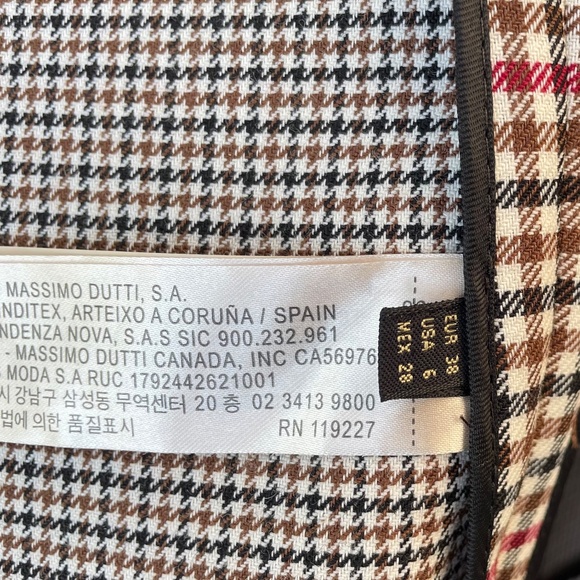 MASSIMO DUTTI, S.A.
NDITEX, ARTEIXO A CORUÑA / SPAIN
NDENZA NOVA, S.A.S SIC 900.232.961
- MASSIMO DUTTI CANADA, INC CA56976
S MODA S.A RUC 1792442621001
시 강남구 삼성동 무역센터 20 층 02 3413 9800
법에 의한 품질표시 RN 119227
EUR 38
USA 6
MEX 28